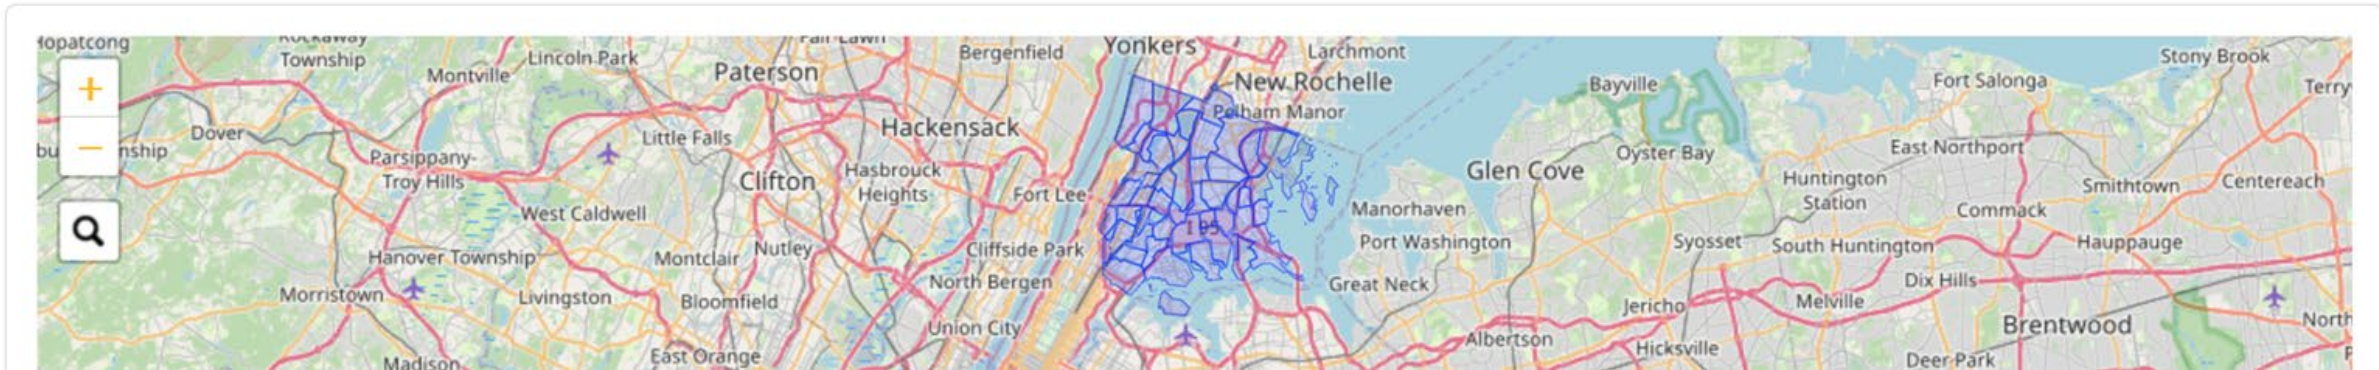 Hopatcong
Rockaway
Township
Lincoln Park
Montville
Dover
Parsippany-
Troy Hills
West Caldwell
Hanover Township
Morristown
Livingston
Madison
Fair Lawn
Paterson
Little Falls
Clifton
Nutley
Montclair
Bloomfield
East Orange
Bergenfield
Hackensack
Hasbrouck
Heights
Fort Lee
Cliffside Park
North Bergen
Union City
Yonkers
Larchmont
New Rochelle
Pelham Manor
I 95
Manorhaven
Port Washington
Great Neck
Glen Cove
Bayville
Oyster Bay
Syosset
Jericho
Albertson
Hicksville
Fort Salonga
East Northport
Huntington
Station
Commack
South Huntington
Dix Hills
Melville
Brentwood
Deer Park
Stony Brook
Terry
Smithtown
Centereach
Hauppauge
North